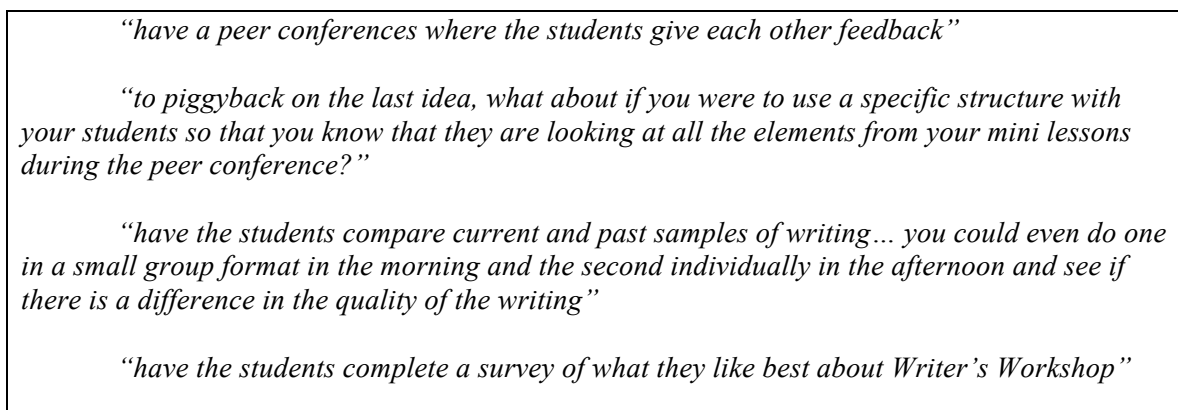 “have a peer conferences where the students give each other feedback”
“to piggyback on the last idea, what about if you were to use a specific structure with
your students so that you know that they are looking at all the elements from your mini lessons
during the peer conference?”
“have the students compare current and past samples of writing… you could even do one
in a small group format in the morning and the second individually in the afternoon and see if
there is a difference in the quality of the writing”
“have the students complete a survey of what they like best about Writer’s Workshop”